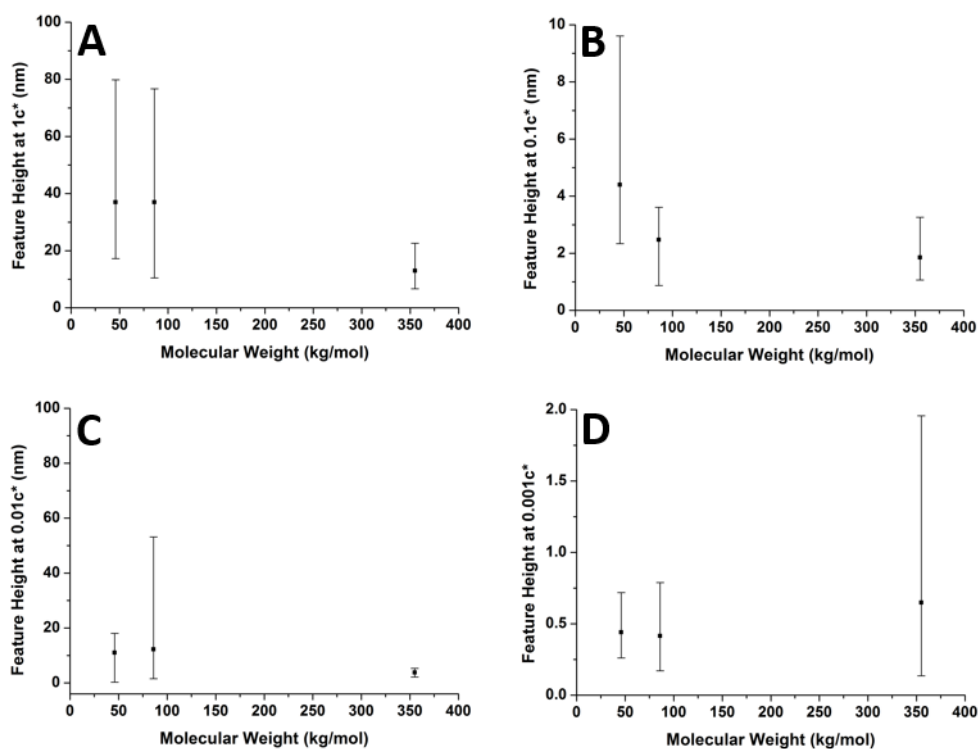 A
Feature Height at 1c* (nm)
100
80
60
40
20
0
0 50 100 150 200 250 300 350 400
Molecular Weight (kg/mol)
B
Feature Height at 0.1c* (nm)
10
8
6
4
2
0
0 50 100 150 200 250 300 350 400
Molecular Weight (kg/mol)
C
Feature Height at 0.01c* (nm)
100
80
60
40
20
0
0 50 100 150 200 250 300 350 400
Molecular Weight (kg/mol)
D
Feature Height at 0.001c*
2.0
1.5
1.0
0.5
0.0
0 50 100 150 200 250 300 350 400
Molecular Weight (kg/mol)